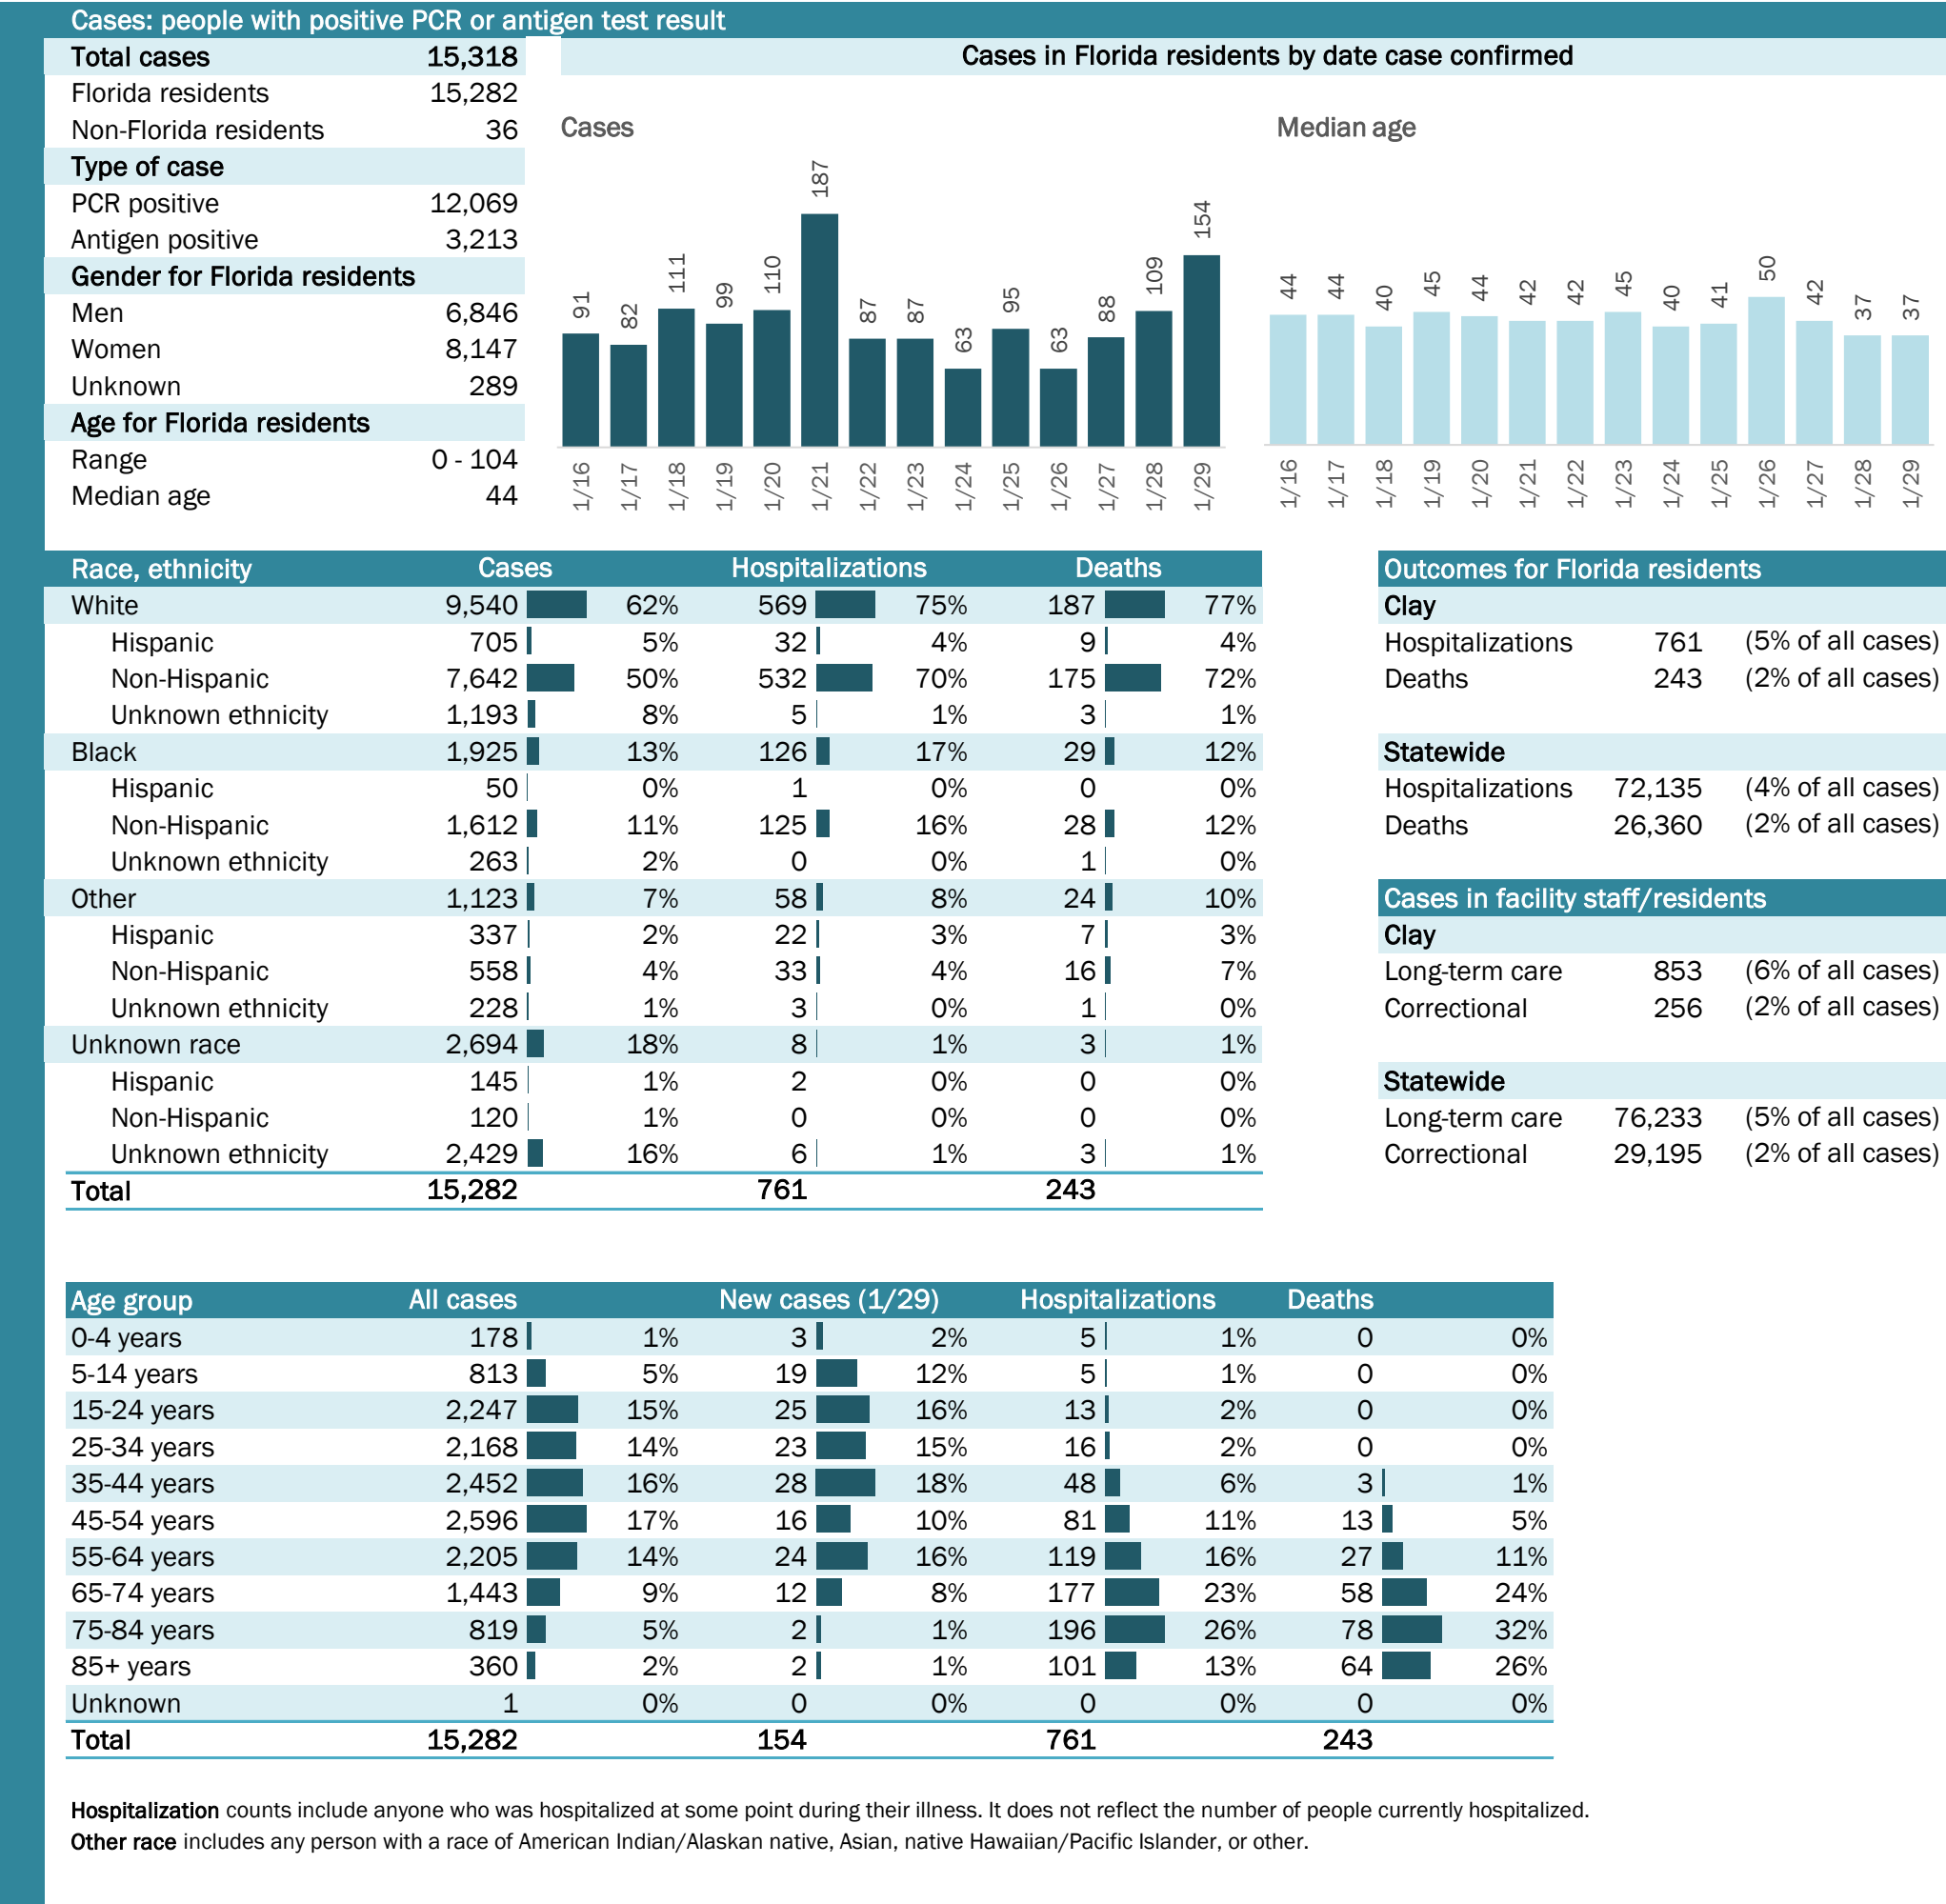 Cases: people with positive PCR or antigen test result
Total cases 15,318
Florida residents 15,282
Non-Florida residents 36
Type of case
PCR positive 12,069
Antigen positive 3,213
Gender for Florida residents
Men 6,846
Women 8,147
Unknown 289
Age for Florida residents
Range 0 - 104
Median age 44
Cases in Florida residents by date case confirmed
Cases
91 82 111 99 110 187 87 87 63 95 63 88 109 154
1/16 1/17 1/18 1/19 1/20 1/21 1/22 1/23 1/24 1/25 1/26 1/27 1/28 1/29
Median age
44 44 40 45 44 42 42 45 40 41 50 42 37 37
1/16 1/17 1/18 1/19 1/20 1/21 1/22 1/23 1/24 1/25 1/26 1/27 1/28 1/29
Race, ethnicity Cases Hospitalizations Deaths
White 9,540 62% 569 75% 187 77%
Hispanic 705 5% 32 4% 9 4%
Non-Hispanic 7,642 50% 532 70% 175 72%
Unknown ethnicity 1,193 8% 5 1% 3 1%
Black 1,925 13% 126 17% 29 12%
Hispanic 50 0% 1 0% 0 0%
Non-Hispanic 1,612 11% 125 16% 28 12%
Unknown ethnicity 263 2% 0 0% 1 0%
Other 1,123 7% 58 8% 24 10%
Hispanic 337 2% 22 3% 7 3%
Non-Hispanic 558 4% 33 4% 16 7%
Unknown ethnicity 228 1% 3 0% 1 0%
Unknown race 2,694 18% 8 1% 3 1%
Hispanic 145 1% 2 0% 0 0%
Non-Hispanic 120 1% 0 0% 0 0%
Unknown ethnicity 2,429 16% 6 1% 3 1%
Total 15,282 761 243
Outcomes for Florida residents
Clay
Hospitalizations 761 (5% of all cases)
Deaths 243 (2% of all cases)
Statewide
Hospitalizations 72,135 (4% of all cases)
Deaths 26,360 (2% of all cases)
Cases in facility staff/residents
Clay
Long-term care 853 (6% of all cases)
Correctional 256 (2% of all cases)
Statewide
Long-term care 76,233 (5% of all cases)
Correctional 29,195 (2% of all cases)
Age group All cases New cases (1/29) Hospitalizations Deaths
0-4 years 178 1% 3 2% 5 1% 0 0%
5-14 years 813 5% 19 12% 5 1% 0 0%
15-24 years 2,247 15% 25 16% 13 2% 0 0%
25-34 years 2,168 14% 23 15% 16 2% 0 0%
35-44 years 2,452 16% 28 18% 48 6% 3 1%
45-54 years 2,596 17% 16 10% 81 11% 13 5%
55-64 years 2,205 14% 24 16% 119 16% 27 11%
65-74 years 1,443 9% 12 8% 177 23% 58 24%
75-84 years 819 5% 2 1% 196 26% 78 32%
85+ years 360 2% 2 1% 101 13% 64 26%
Unknown 1 0% 0 0% 0 0% 0 0%
Total 15,282 154 761 243
Hospitalization counts include anyone who was hospitalized at some point during their illness. It does not reflect the number of people currently hospitalized.
Other race includes any person with a race of American Indian/Alaskan native, Asian, native Hawaiian/Pacific Islander, or other.